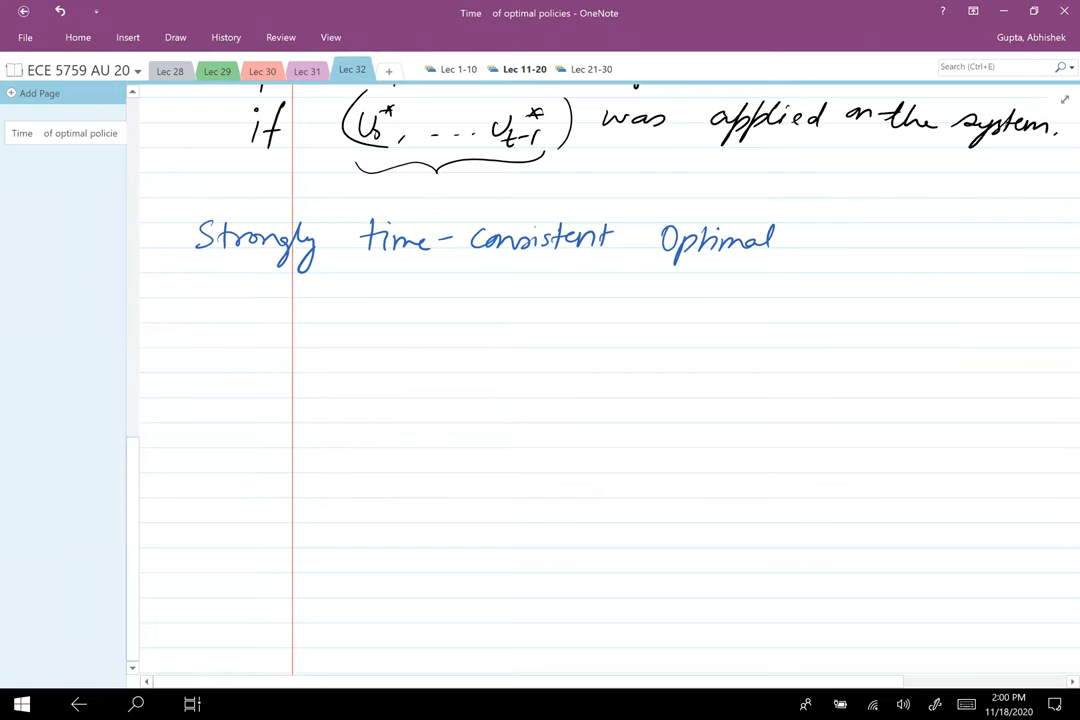 Time of optimal policies - OneNote
?
File
Home
Insert
Draw
History
Review
View
Gupta, Abhishek
ECE 5759 AU 20
Lec 28
Lec 29
Lec 30
Lec 31
Lec 32
+
Lec 1-10
Lec 11-20
Lec 21-30
Search (Ctrl+E)
Add Page
Time of optimal policie
if (U₀*, ... U*t-1) was applied on the system.
Strongly time-consistent Optimal
2:00 PM
11/18/2020